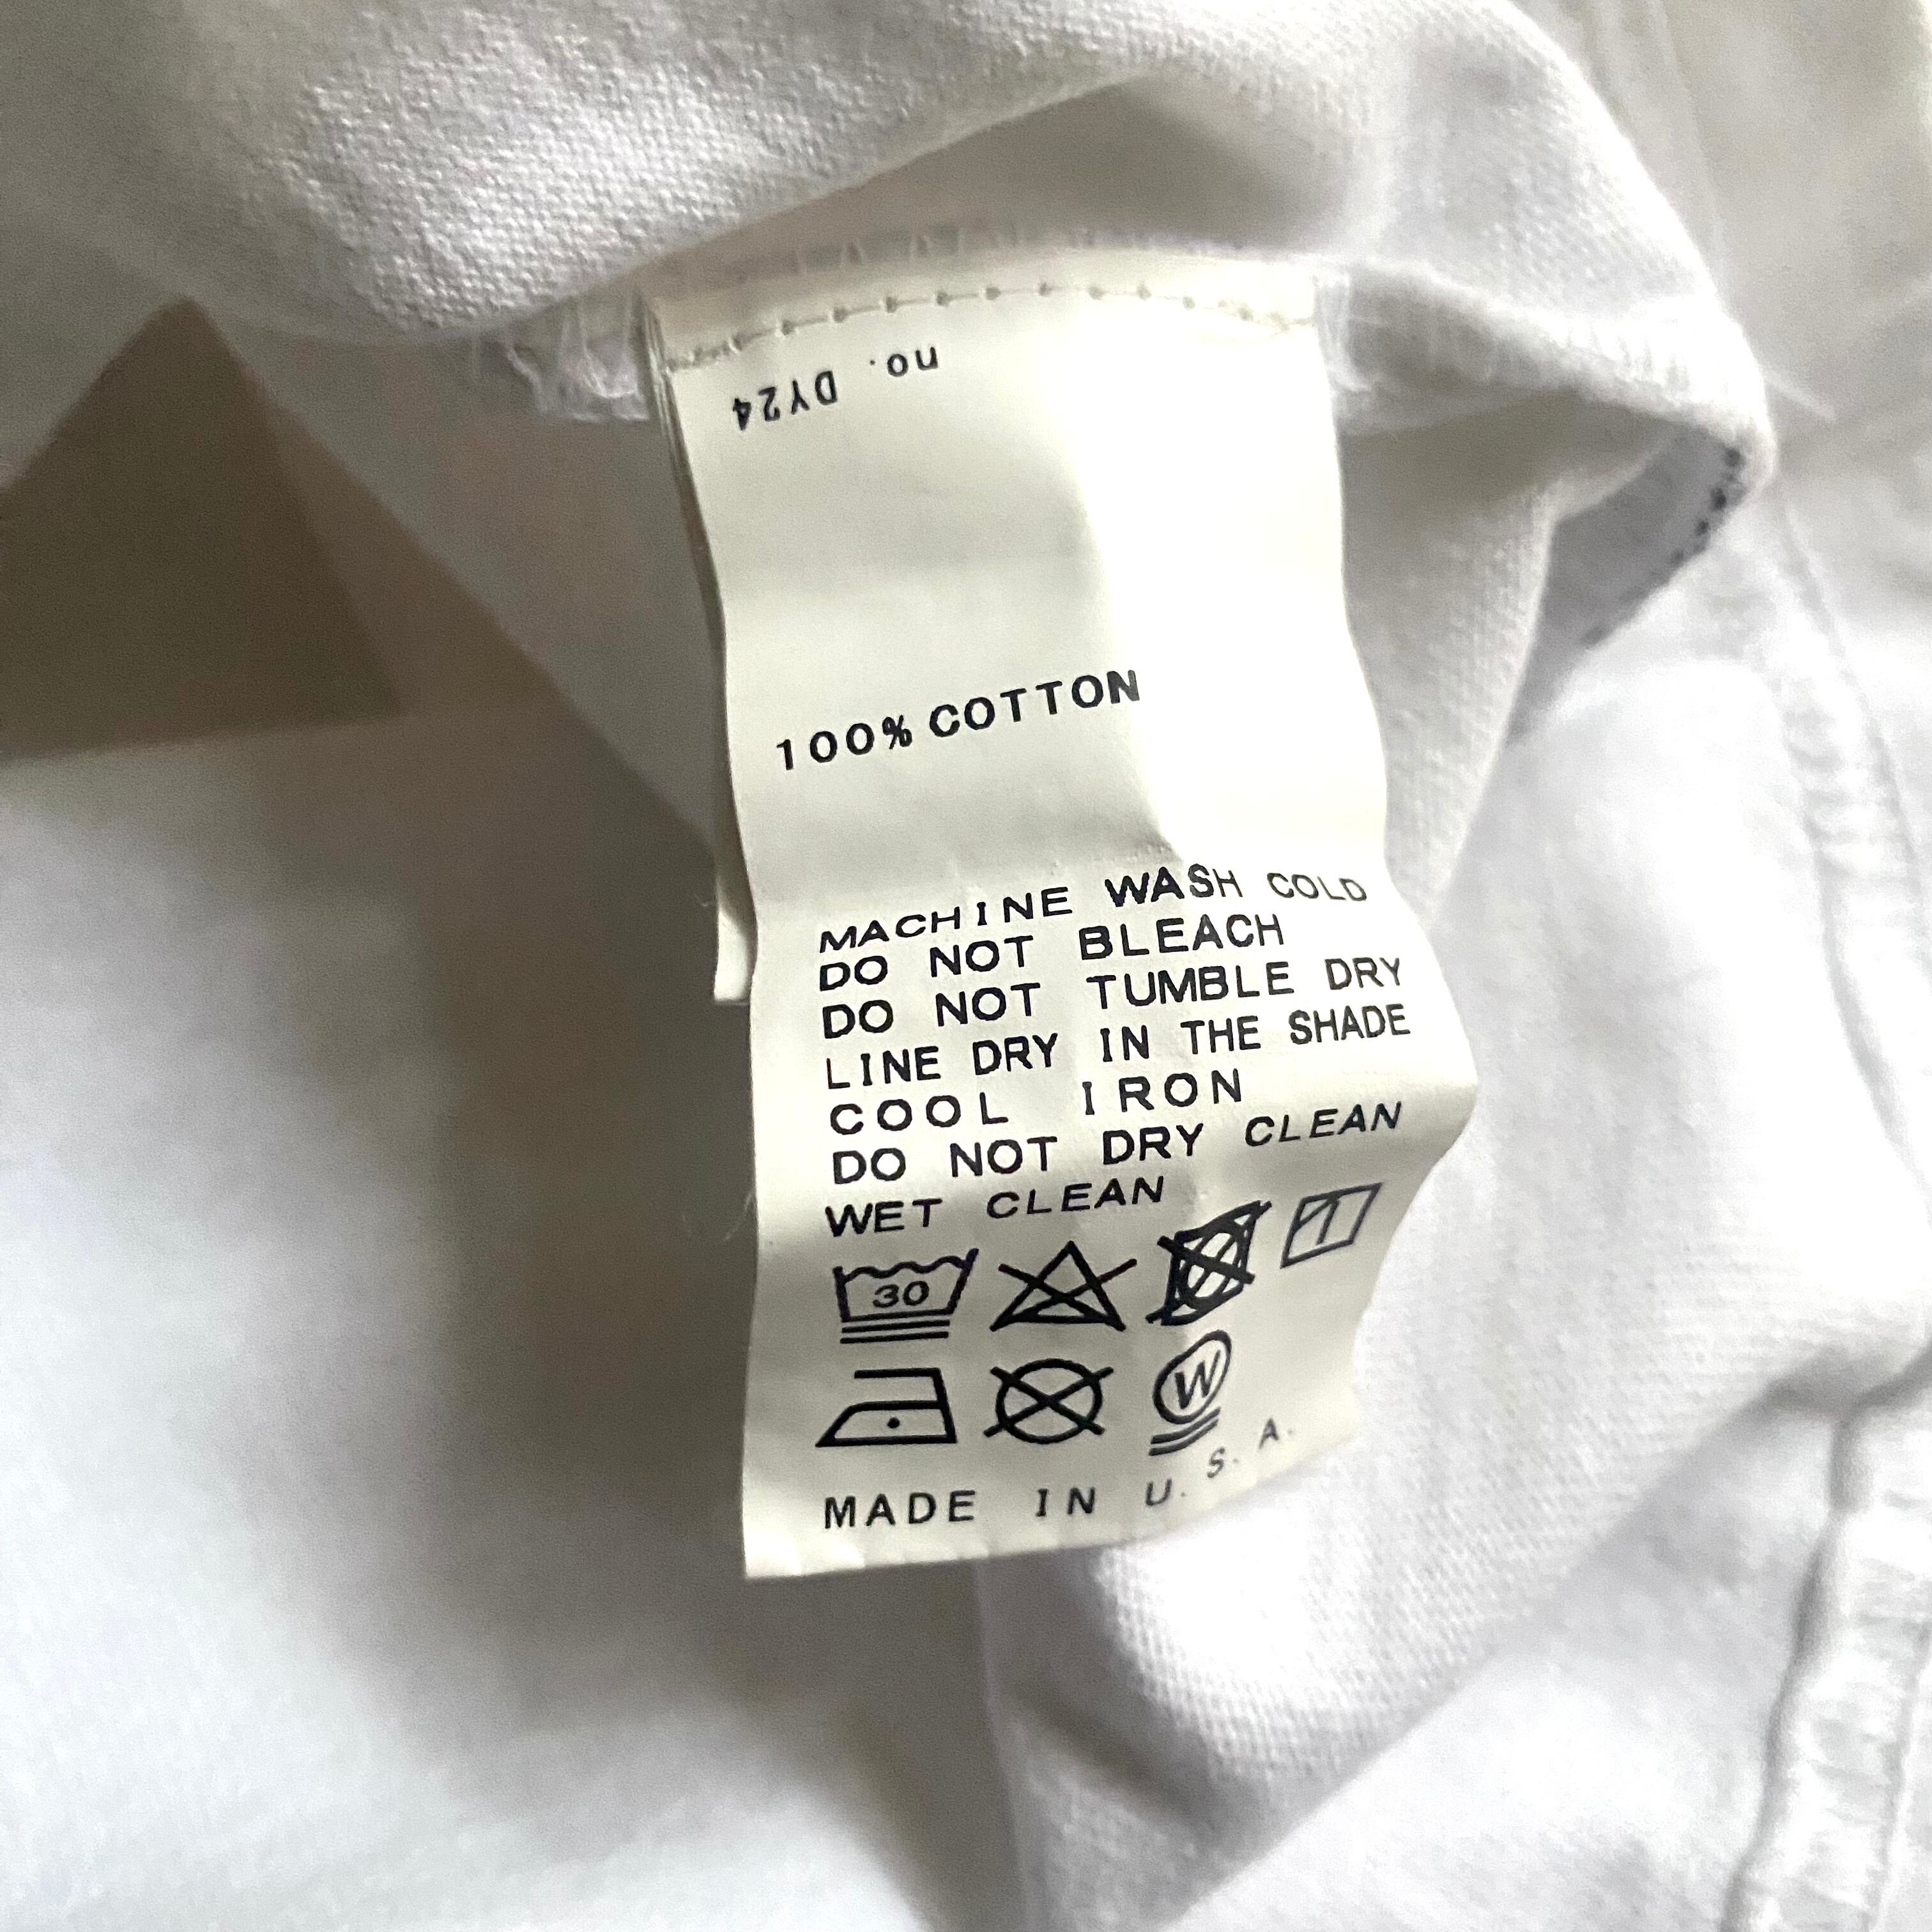 no. DY24
100% COTTON
MACHINE WASH COLD
DO NOT BLEACH
DO NOT TUMBLE DRY
LINE DRY IN THE SHADE
COOL IRON
DO NOT DRY CLEAN
WET CLEAN
30
W
MADE IN U.S.A.